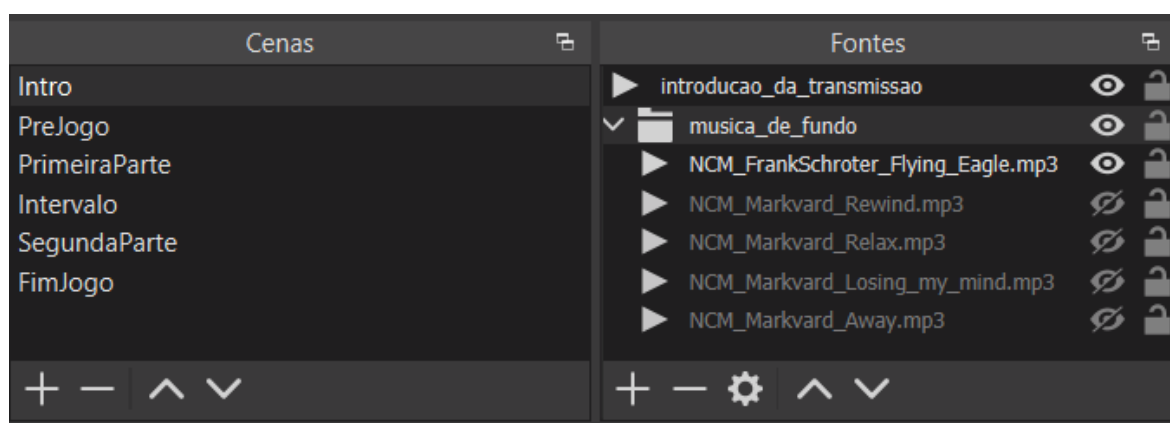 Cenas
Intro
PreJogo
PrimeiraParte
Intervalo
SegundaParte
FimJogo
Fontes
introducao_da_transmissao
musica_de_fundo
NCM_FrankSchroter_Flying_Eagle.mp3
NCM_Markvard_Rewind.mp3
NCM_Markvard_Relax.mp3
NCM_Markvard_Losing_my_mind.mp3
NCM_Markvard_Away.mp3